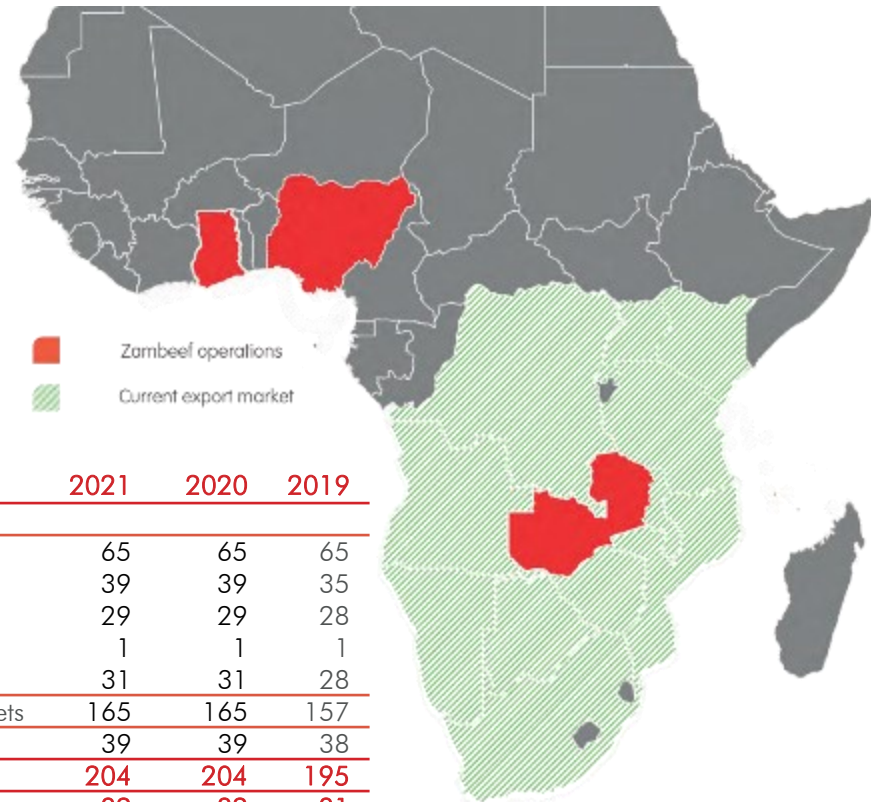 Zambeef operations
Current export market
2021 2020 2019
65 65 65
39 39 35
29 29 28
1 1 1
31 31 28
ets 165 165 157
39 39 38
204 204 195